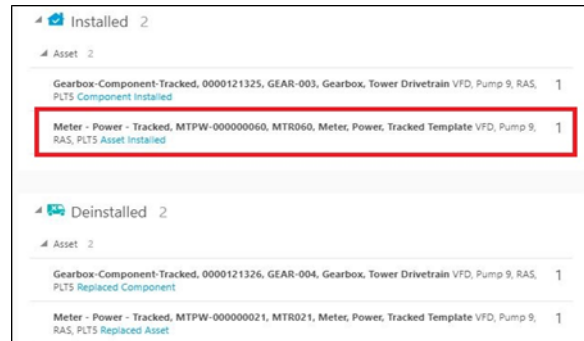 Installed 2
Asset 2
Gearbox-Component-Tracked, 0000121325, GEAR-003, Gearbox, Tower Drivetrain VFD, Pump 9, RAS, 1
PLT5 Component Installed
Meter - Power - Tracked, MTPW-000000060, MTR060, Meter, Power, Tracked Template VFD, Pump 9, 1
RAS, PLT5 Asset Installed
Deinstalled 2
Asset 2
Gearbox-Component-Tracked, 0000121326, GEAR-004, Gearbox, Tower Drivetrain VFD, Pump 9, RAS, 1
PLT5 Replaced Component
Meter - Power - Tracked, MTPW-000000021, MTR021, Meter, Power, Tracked Template VFD, Pump 9, 1
RAS, PLT5 Replaced Asset